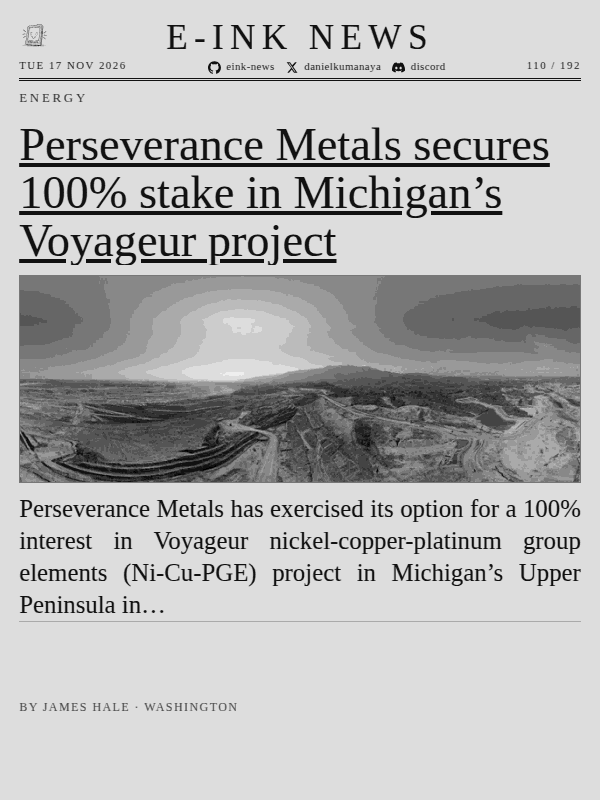 E-INK NEWS
TUE 17 NOV 2026
eink-news
danielkumanaya
discord
110 / 192
ENERGY
Perseverance Metals secures
100% stake in Michigan’s
Voyageur project
Perseverance Metals has exercised its option for a 100%
interest in Voyageur nickel-copper-platinum group
elements (Ni-Cu-PGE) project in Michigan’s Upper
Peninsula in…
BY JAMES HALE · WASHINGTON